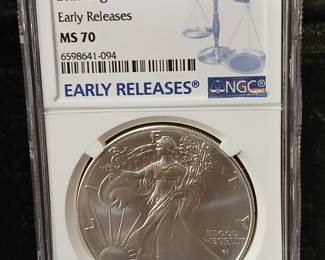 Early Releases
MS 70
6598641-094
EARLY RELEASES®
NGC®
LIBERTY